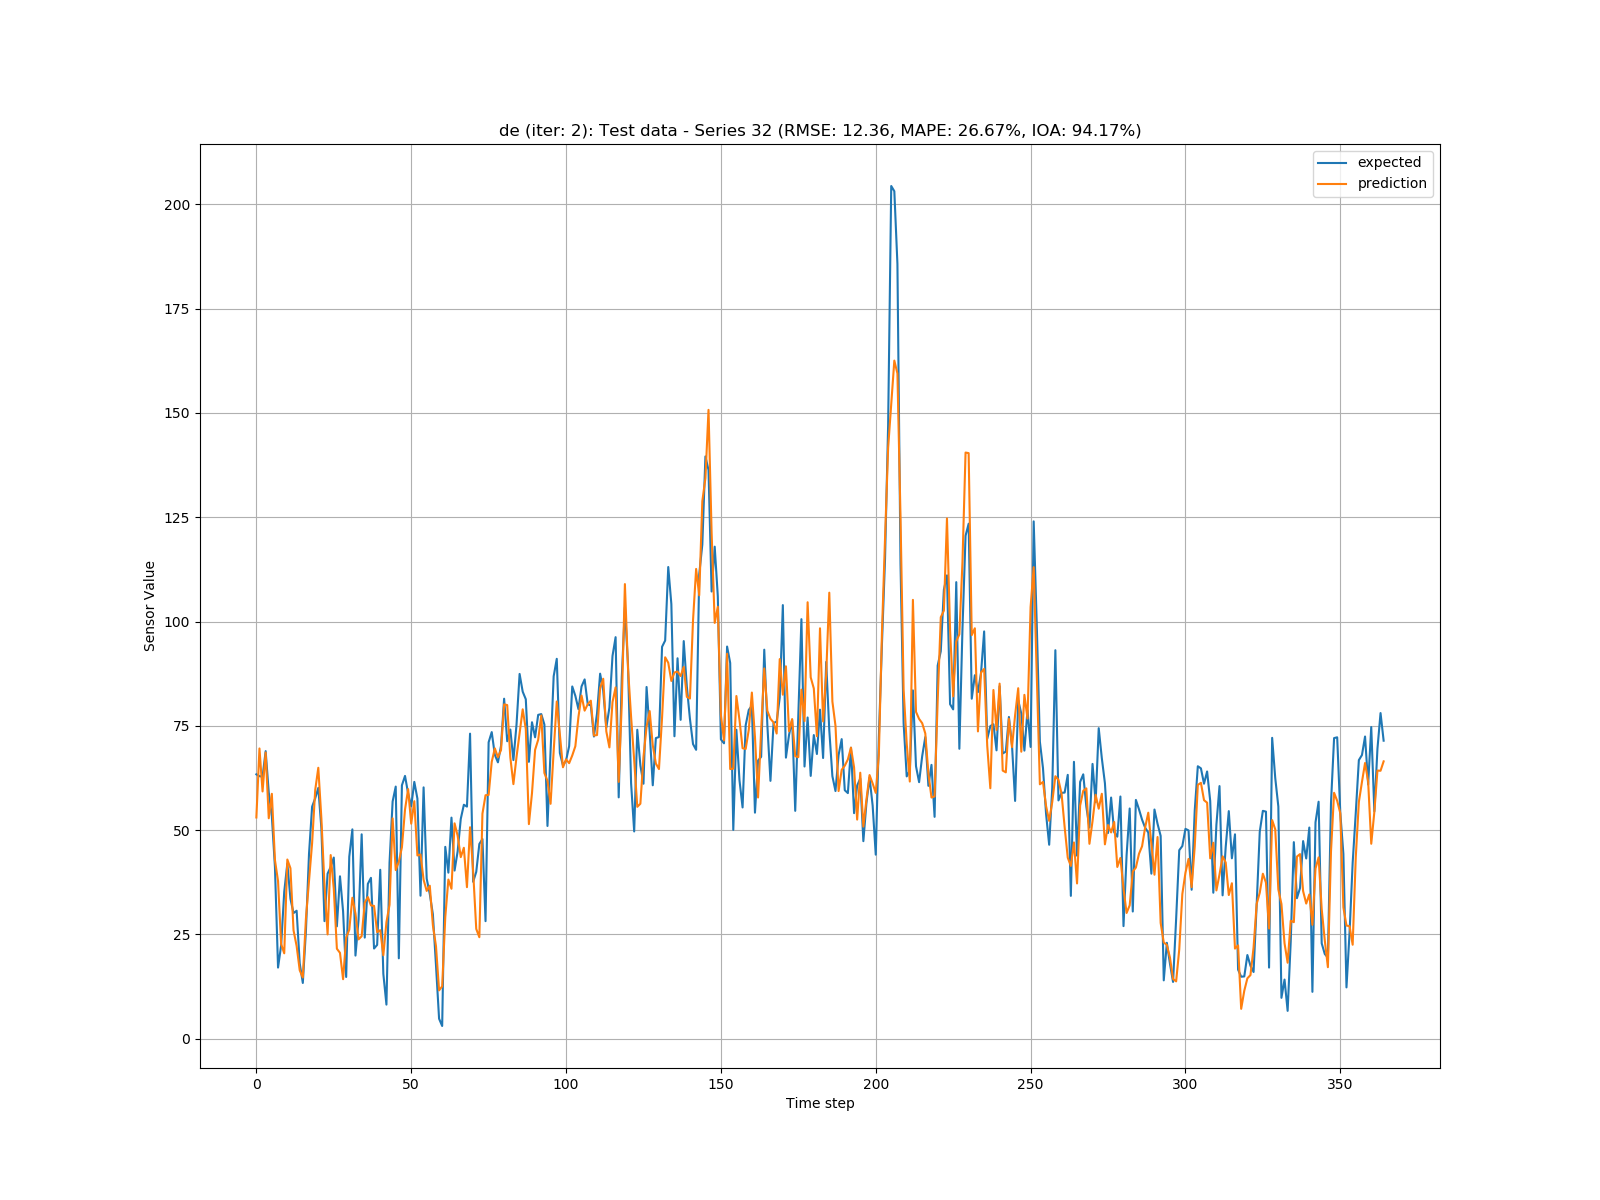 de (iter: 2): Test data - Series 32 (RMSE: 12.36, MAPE: 26.67%, IOA: 94.17%)
expected
prediction
200
175
150
125
100
75
50
25
0
Sensor Value
0 50 100 150 200 250 300 350
Time step